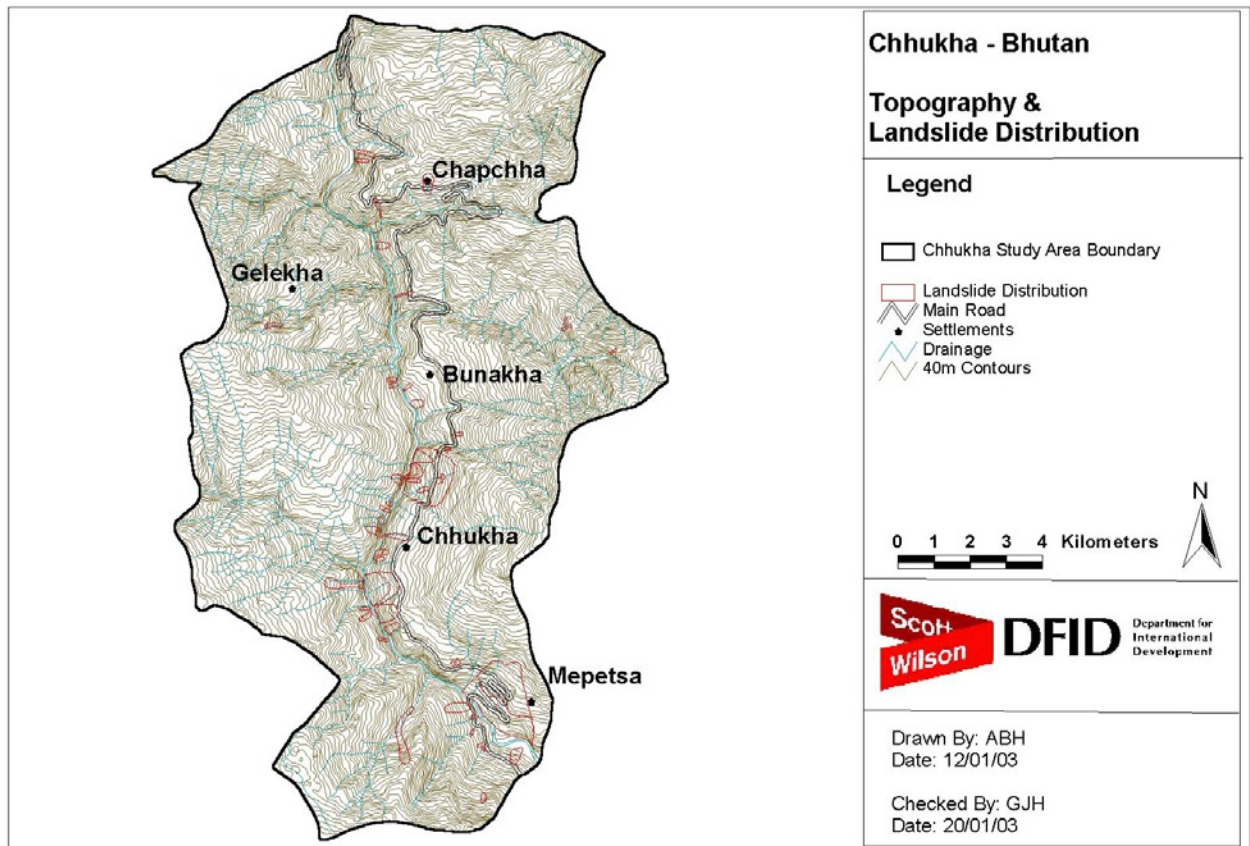 Chapchha
Gelekha
Bunakha
Chhukha
Mepetsa
Chhukha - Bhutan
Topography &
Landslide Distribution
Legend
Chhukha Study Area Boundary
Landslide Distribution
Main Road
Settlements
Drainage
40m Contours
N
0 1 2 3 4 Kilometers
Scott
Wilson
DFID
Department for
International
Development
Drawn By: ABH
Date: 12/01/03
Checked By: GJH
Date: 20/01/03